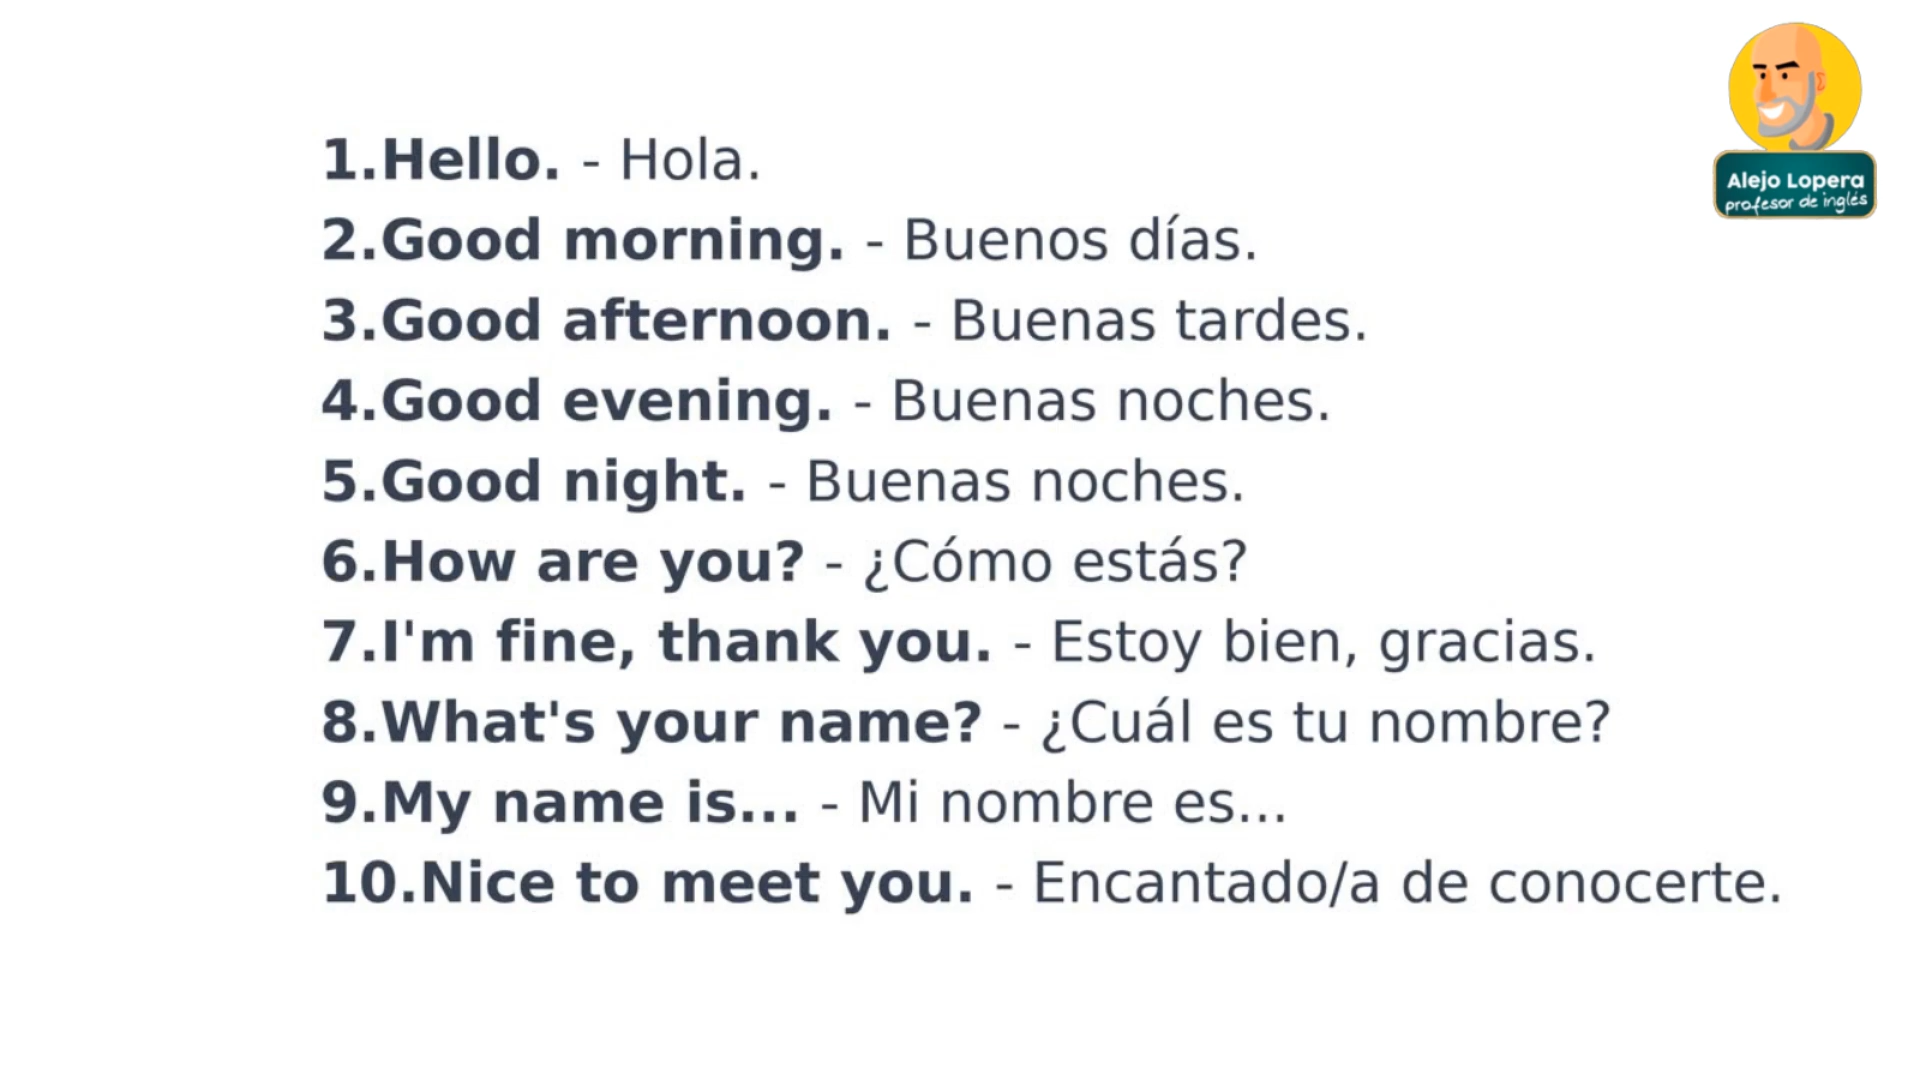 1.Hello. - Hola.
2.Good morning. - Buenos días.
3.Good afternoon. - Buenas tardes.
4.Good evening. - Buenas noches.
5.Good night. - Buenas noches.
6.How are you? - ¿Cómo estás?
7.I'm fine, thank you. - Estoy bien, gracias.
8.What's your name? - ¿Cuál es tu nombre?
9.My name is... - Mi nombre es...
10.Nice to meet you. - Encantado/a de conocerte.
Alejo Lopera
profesor de inglés